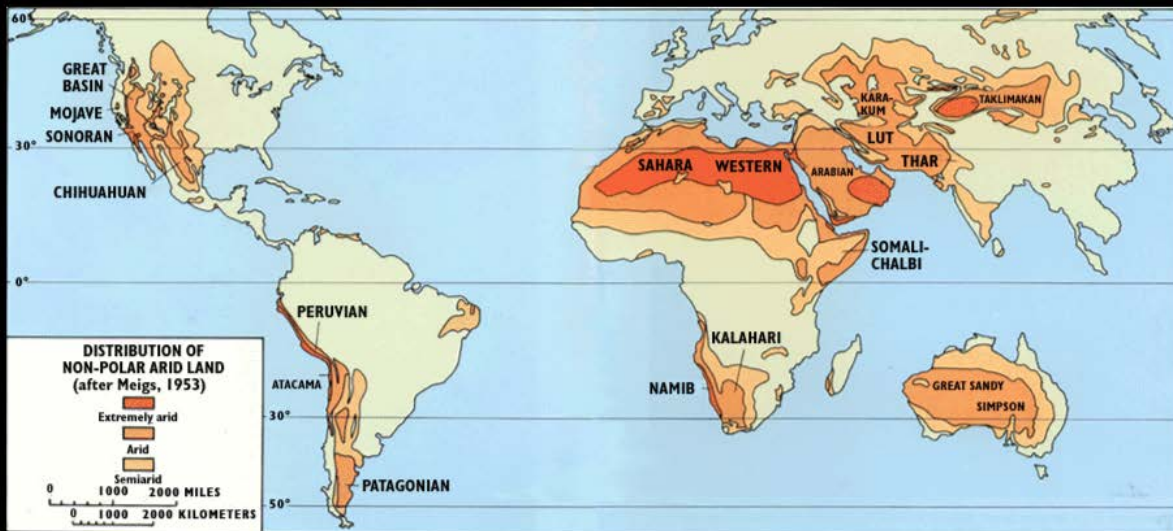 60°
GREAT
BASIN
MOJAVE
SONORAN
30°
CHIHUAHUAN
KARA-
KUM
TAKLIMAKAN
LUT
THAR
SAHARA
WESTERN
ARABIAN
SOMALI-
CHALBI
0°
PERUVIAN
KALAHARI
ATACAMA
NAMIB
GREAT SANDY
SIMPSON
30°
PATAGONIAN
50°
DISTRIBUTION OF
NON-POLAR ARID LAND
(after Meigs, 1953)
Extremely arid
Arid
Semiarid
0 1000 2000 MILES
0 1000 2000 KILOMETERS